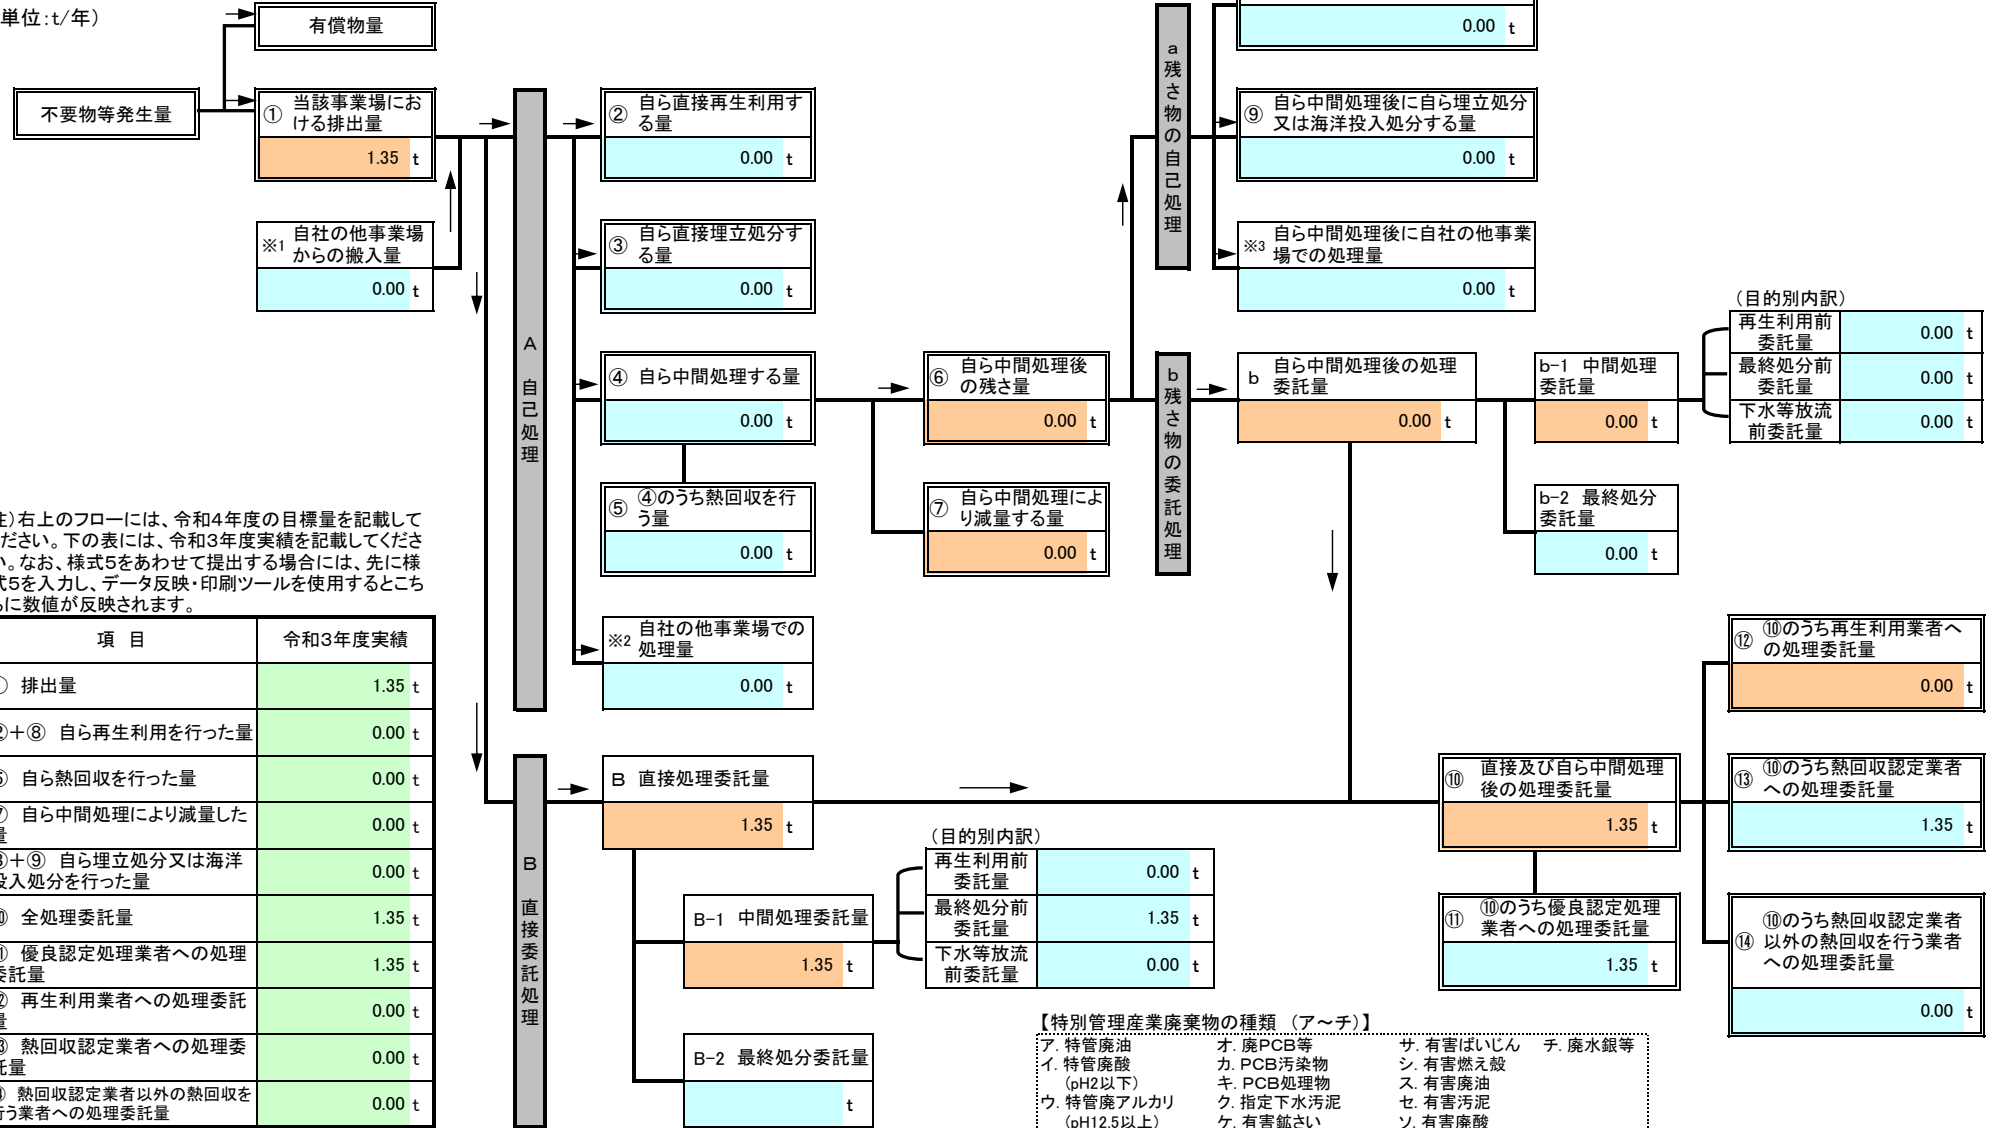 単位:t/年)
有償物量
不要物等発生量
① 当該事業場にお
ける排出量
1.35 t
※1 自社の他事業場
からの搬入量
0.00 t
A 自己処理
② 自ら直接再生利用す
る量
0.00 t
③ 自ら直接埋立処分す
る量
0.00 t
④ 自ら中間処理する量
0.00 t
⑤ ④のうち熱回収を行
う量
0.00 t
※2 自社の他事業場での
処理量
0.00 t
⑥ 自ら中間処理後
の残さ量
0.00 t
⑦ 自ら中間処理によ
り減量する量
0.00 t
a 残さ物の自己処理
0.00 t
⑨ 自ら中間処理後に自ら埋立処分
又は海洋投入処分する量
0.00 t
※3 自ら中間処理後に自社の他事業
場での処理量
0.00 t
b 残さ物の委託処理
b 自ら中間処理後の処理
委託量
0.00 t
b-1 中間処理
委託量
0.00 t
(目的別内訳)
再生利用前
委託量 0.00 t
最終処分前
委託量 0.00 t
下水等放流
前委託量 0.00 t
b-2 最終処分
委託量
0.00 t
注)右上のフローには、令和4年度の目標量を記載して
ださい。下の表には、令和3年度実績を記載してくださ
い。なお、様式5をあわせて提出する場合には、先に様
式5を入力し、データ反映・印刷ツールを使用するとこち
らに数値が反映されます。
項 目 令和3年度実績
① 排出量 1.35 t
②+⑧ 自ら再生利用を行った量 0.00 t
自ら熱回収を行った量 0.00 t
⑦ 自ら中間処理により減量した
量 0.00 t
③+⑨ 自ら埋立処分又は海洋
投入処分を行った量 0.00 t
⑩ 全処理委託量 1.35 t
⑪ 優良認定処理業者への処理
委託量 1.35 t
⑫ 再生利用業者への処理委託
量 0.00 t
⑬ 熱回収認定業者への処理委
託量 0.00 t
⑭ 熱回収認定業者以外の熱回収を
行う業者への処理委託量 0.00 t
B 直接委託処理
B 直接処理委託量
1.35 t
B-1 中間処理委託量
1.35 t
(目的別内訳)
再生利用前
委託量 0.00 t
最終処分前
委託量 1.35 t
下水等放流
前委託量 0.00 t
B-2 最終処分委託量
t
⑩ 直接及び自ら中間処理
後の処理委託量
1.35 t
⑪ ⑩のうち優良認定処理
業者への処理委託量
1.35 t
⑫ ⑩のうち再生利用業者へ
の処理委託量
0.00 t
⑬ ⑩のうち熱回収認定業者
への処理委託量
1.35 t
⑭ ⑩のうち熱回収認定業者
以外の熱回収を行う業者
への処理委託量
0.00 t
【特別管理産業廃棄物の種類 (ア~チ)】
ア. 特管廃油 オ. 廃PCB等 サ. 有害ばいじん チ. 廃水銀等
イ. 特管廃酸 カ. PCB汚染物 シ. 有害燃え殻
(pH2以下) キ. PCB処理物 ス. 有害廃油
ウ. 特管廃アルカリ ク. 指定下水汚泥 セ. 有害汚泥
(pH12.5以上) ケ. 有害鉱さい ソ. 有害廃酸